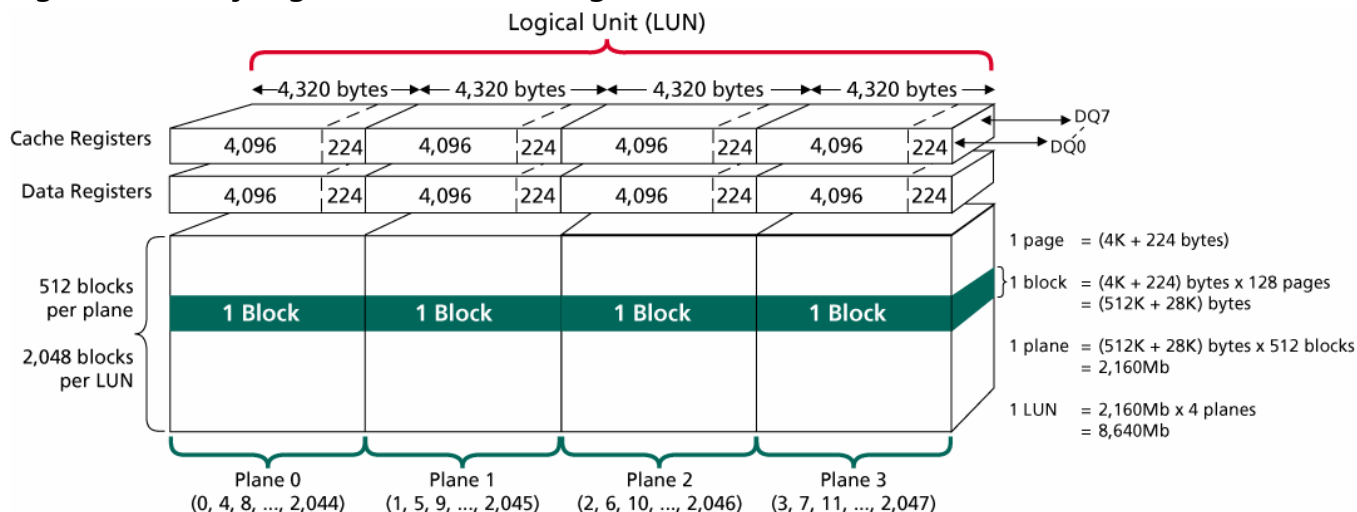 Logical Unit (LUN)
4,320 bytes 4,320 bytes 4,320 bytes 4,320 bytes
DQ7
DQ0
Cache Registers 4,096 224 4,096 224 4,096 224 4,096 224
Data Registers 4,096 224 4,096 224 4,096 224 4,096 224
512 blocks
per plane
2,048 blocks
per LUN
1 Block 1 Block 1 Block 1 Block
1 page = (4K + 224 bytes)
1 block = (4K + 224) bytes x 128 pages
= (512K + 28K) bytes
1 plane = (512K + 28K) bytes x 512 blocks
= 2,160Mb
1 LUN = 2,160Mb x 4 planes
= 8,640Mb
Plane 0
(0, 4, 8, ..., 2,044)
Plane 1
(1, 5, 9, ..., 2,045)
Plane 2
(2, 6, 10, ..., 2,046)
Plane 3
(3, 7, 11, ..., 2,047)